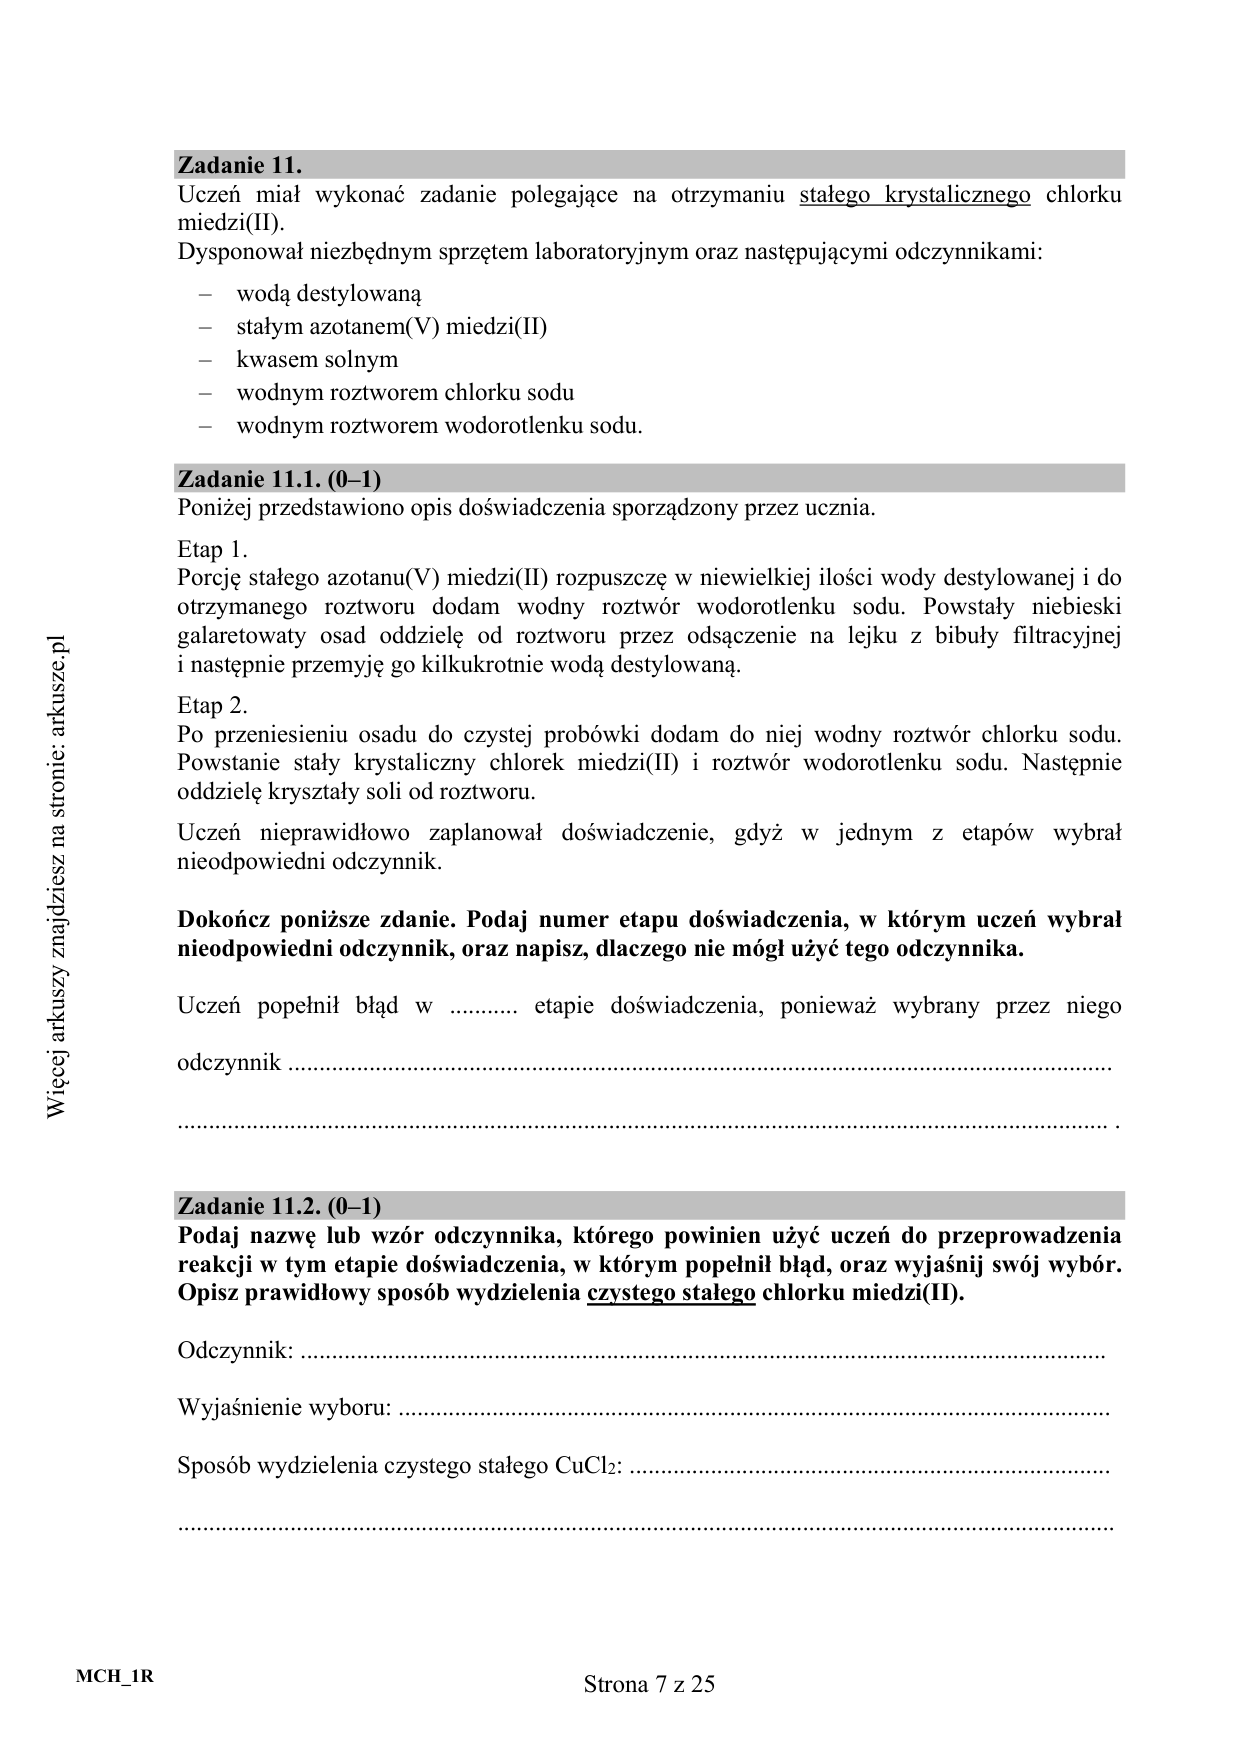 Zadanie 11.
Uczeń miał wykonać zadanie polegające na otrzymaniu stałego krystalicznego chlorku
miedzi(II).
Dysponował niezbędnym sprzętem laboratoryjnym oraz następującymi odczynnikami:
– wodą destylowaną
– stałym azotanem(V) miedzi(II)
– kwasem solnym
– wodnym roztworem chlorku sodu
– wodnym roztworem wodorotlenku sodu.
Zadanie 11.1. (0–1)
Poniżej przedstawiono opis doświadczenia sporządzony przez ucznia.
Etap 1.
Porcję stałego azotanu(V) miedzi(II) rozpuszczę w niewielkiej ilości wody destylowanej i do
otrzymanego roztworu dodam wodny roztwór wodorotlenku sodu. Powstały niebieski
galaretowaty osad oddzielę od roztworu przez odsączenie na lejku z bibuły filtracyjnej
i następnie przemyję go kilkukrotnie wodą destylowaną.
Etap 2.
Po przeniesieniu osadu do czystej probówki dodam do niej wodny roztwór chlorku sodu.
Powstanie stały krystaliczny chlorek miedzi(II) i roztwór wodorotlenku sodu. Następnie
oddzielę kryształy soli od roztworu.
Uczeń nieprawidłowo zaplanował doświadczenie, gdyż w jednym z etapów wybrał
nieodpowiedni odczynnik.
Dokończ poniższe zdanie. Podaj numer etapu doświadczenia, w którym uczeń wybrał
nieodpowiedni odczynnik, oraz napisz, dlaczego nie mógł użyć tego odczynnika.
Uczeń popełnił błąd w ........... etapie doświadczenia, ponieważ wybrany przez niego
odczynnik ....................................................................................................................................
..................................................................................................................................................... .
Zadanie 11.2. (0–1)
Podaj nazwę lub wzór odczynnika, którego powinien użyć uczeń do przeprowadzenia
reakcji w tym etapie doświadczenia, w którym popełnił błąd, oraz wyjaśnij swój wybór.
Opisz prawidłowy sposób wydzielenia czystego stałego chlorku miedzi(II).
Odczynnik: .................................................................................................................................
Wyjaśnienie wyboru: ..................................................................................................................
Sposób wydzielenia czystego stałego CuCl₂: .............................................................................
......................................................................................................................................................
Więcej arkuszy znajdziesz na stronie: arkusze.pl
MCH_1R
Strona 7 z 25